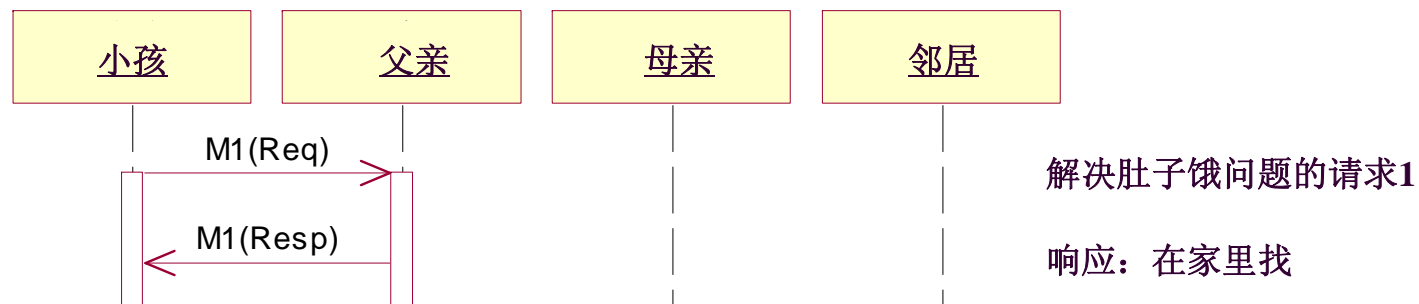 小孩
父亲
母亲
邻居
M1(Req)
解决肚子饿问题的请求1
M1(Resp)
响应：在家里找